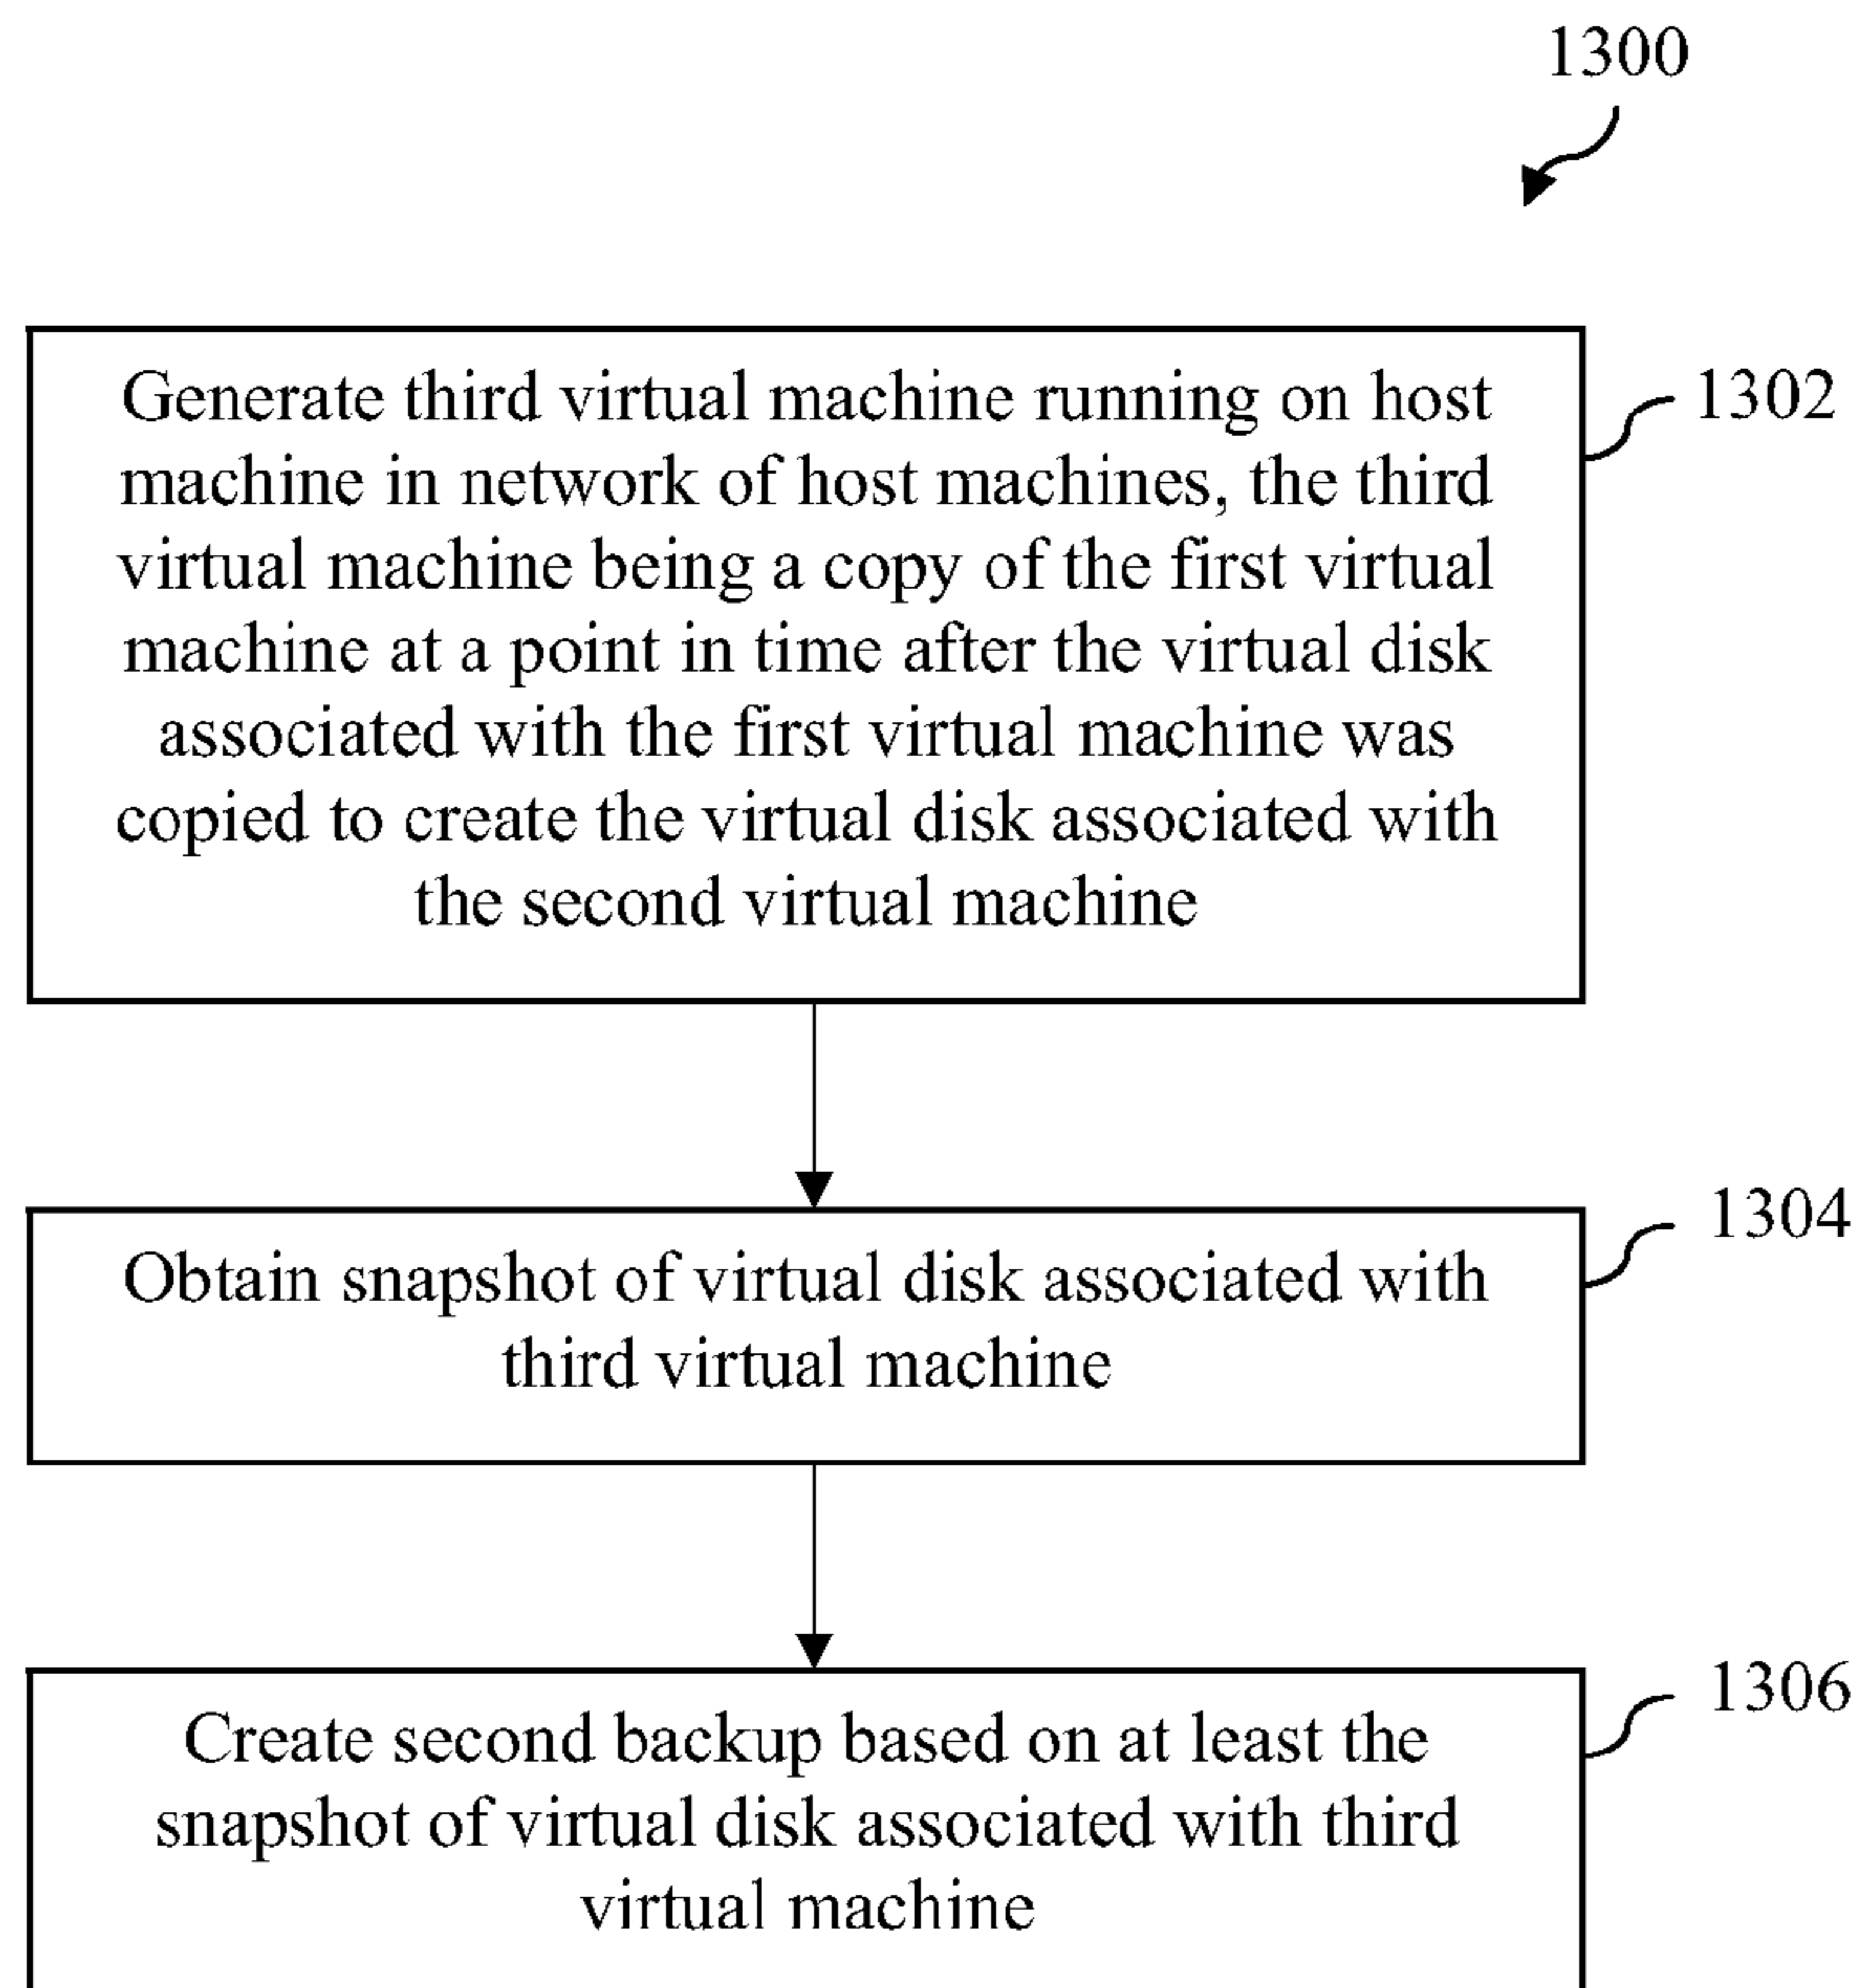 1300
Generate third virtual machine running on host
machine in network of host machines, the third
virtual machine being a copy of the first virtual
machine at a point in time after the virtual disk
associated with the first virtual machine was
copied to create the virtual disk associated with
the second virtual machine
1302
Obtain snapshot of virtual disk associated with
third virtual machine
1304
Create second backup based on at least the
snapshot of virtual disk associated with third
virtual machine
1306